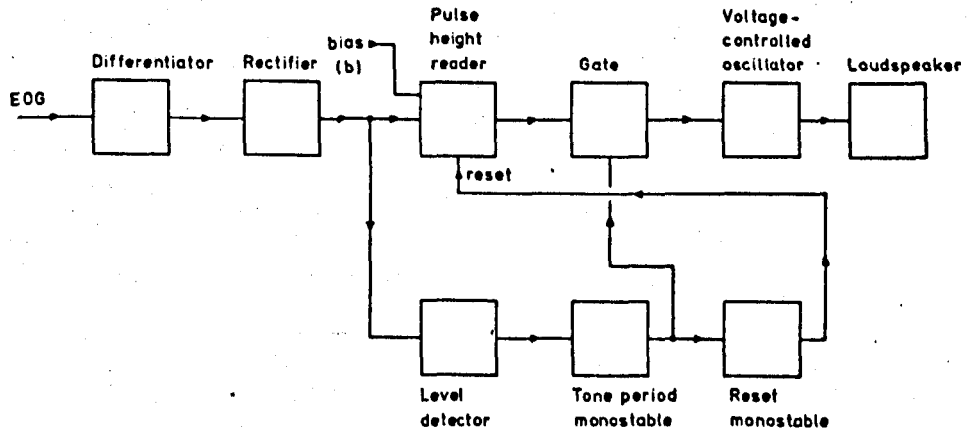 EOG
Differentiator
Rectifier
bias
(b)
Pulse
height
reader
Gate
Voltage-
controlled
oscillator
Loudspeaker
reset
Level
detector
Tone period
monostable
Reset
monostable